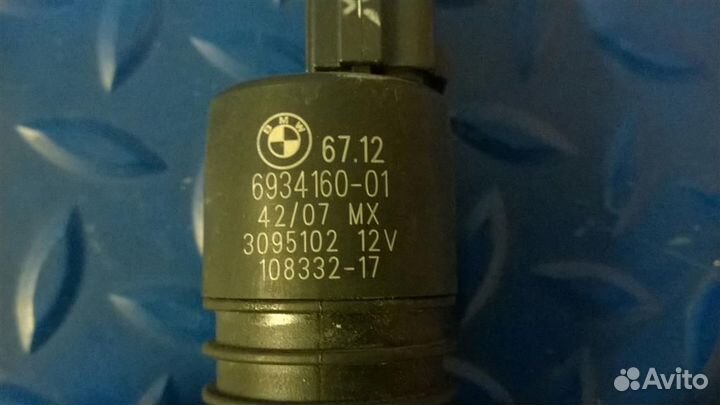 BMW 67.12
6934160-01
42/07 MX
3095102 12V
108332-17
Avito